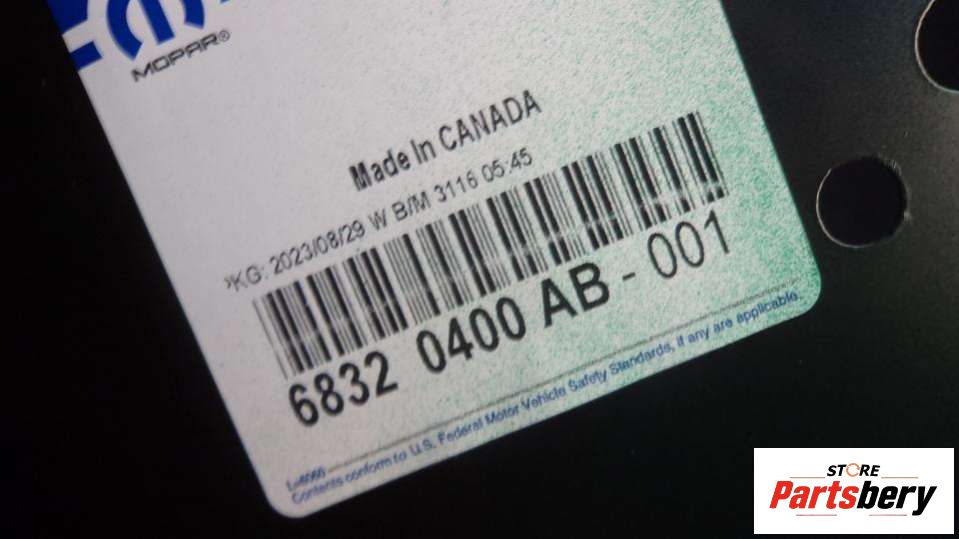 MOPAR®
Made In CANADA
PKG: 2023/08/29 W B/M 3116 05:45
6832 0400 AB - 001
L-4066
Contents conform to U.S. Federal Motor Vehicle Safety Standards, if any are applicable.
STORE
Partsbery